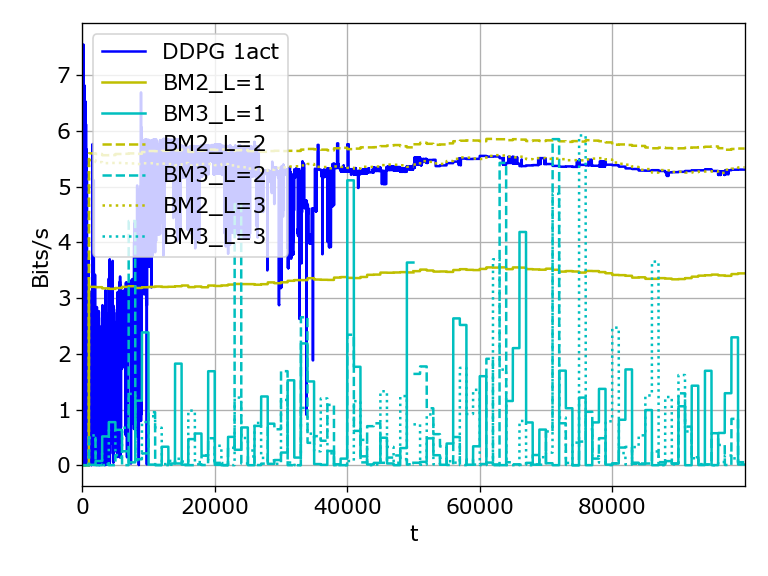 DDPG 1act
BM2_L=1
BM3_L=1
BM2_L=2
BM3_L=2
BM2_L=3
BM3_L=3
Bits/s
7
6
5
4
3
2
1
0
0 20000 40000 60000 80000
t